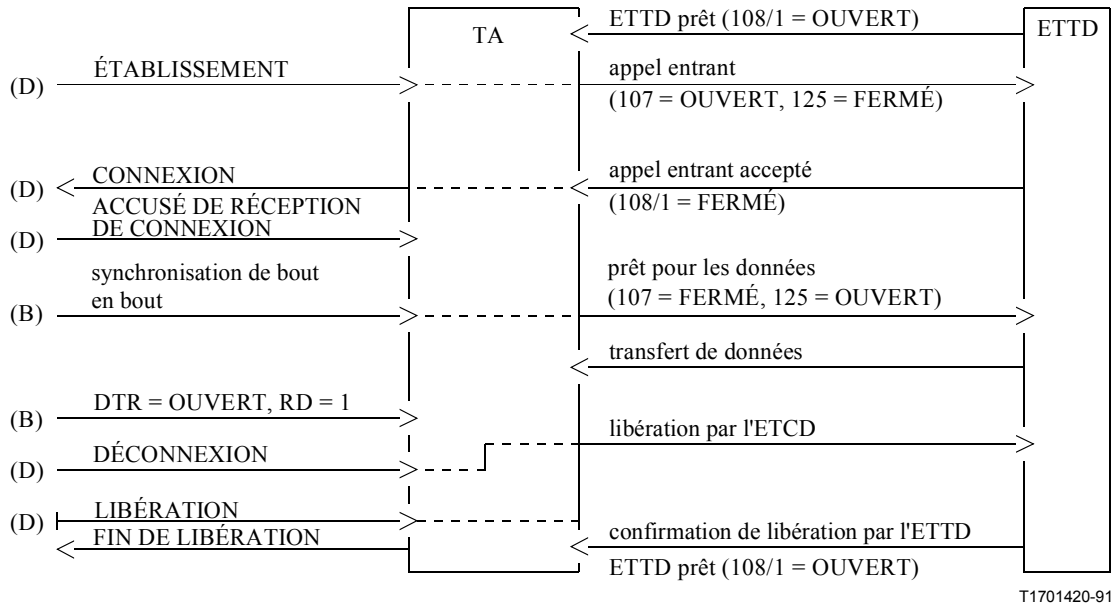 ETTD prêt (108/1 = OUVERT)
TA
ETTD
ÉTABLISSEMENT
appel entrant
(D)
(107 = OUVERT, 125 = FERMÉ)
CONNEXION
appel entrant accepté
(D)
(108/1 = FERMÉ)
ACCUSÉ DE RÉCEPTION
DE CONNEXION
(D)
synchronisation de bout
en bout
prêt pour les données
(107 = FERMÉ, 125 = OUVERT)
(B)
transfert de données
DTR = OUVERT, RD = 1
(B)
libération par l'ETCD
DÉCONNEXION
(D)
LIBÉRATION
(D)
FIN DE LIBÉRATION
confirmation de libération par l'ETTD
ETTD prêt (108/1 = OUVERT)
T1701420-91